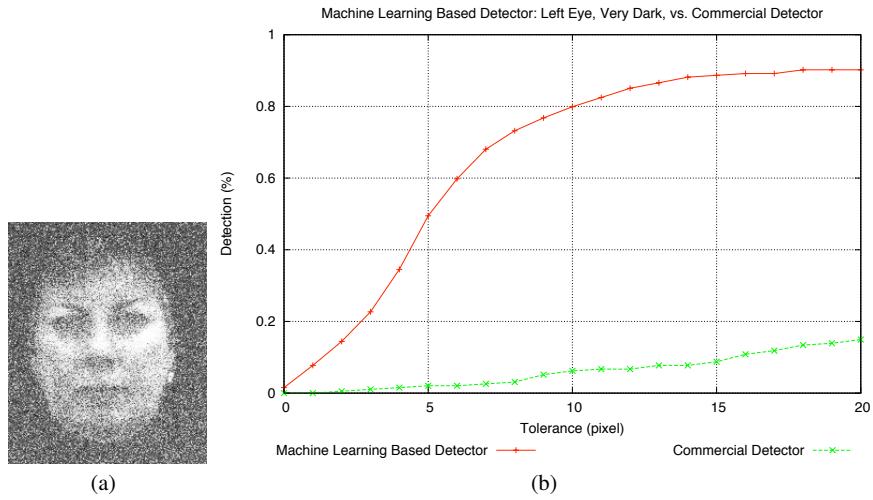 Machine Learning Based Detector: Left Eye, Very Dark, vs. Commercial Detector
1
0.8
0.6
0.4
0.2
0
Detection (%)
0 5 10 15 20
Tolerance (pixel)
Machine Learning Based Detector Commercial Detector
(a) (b)